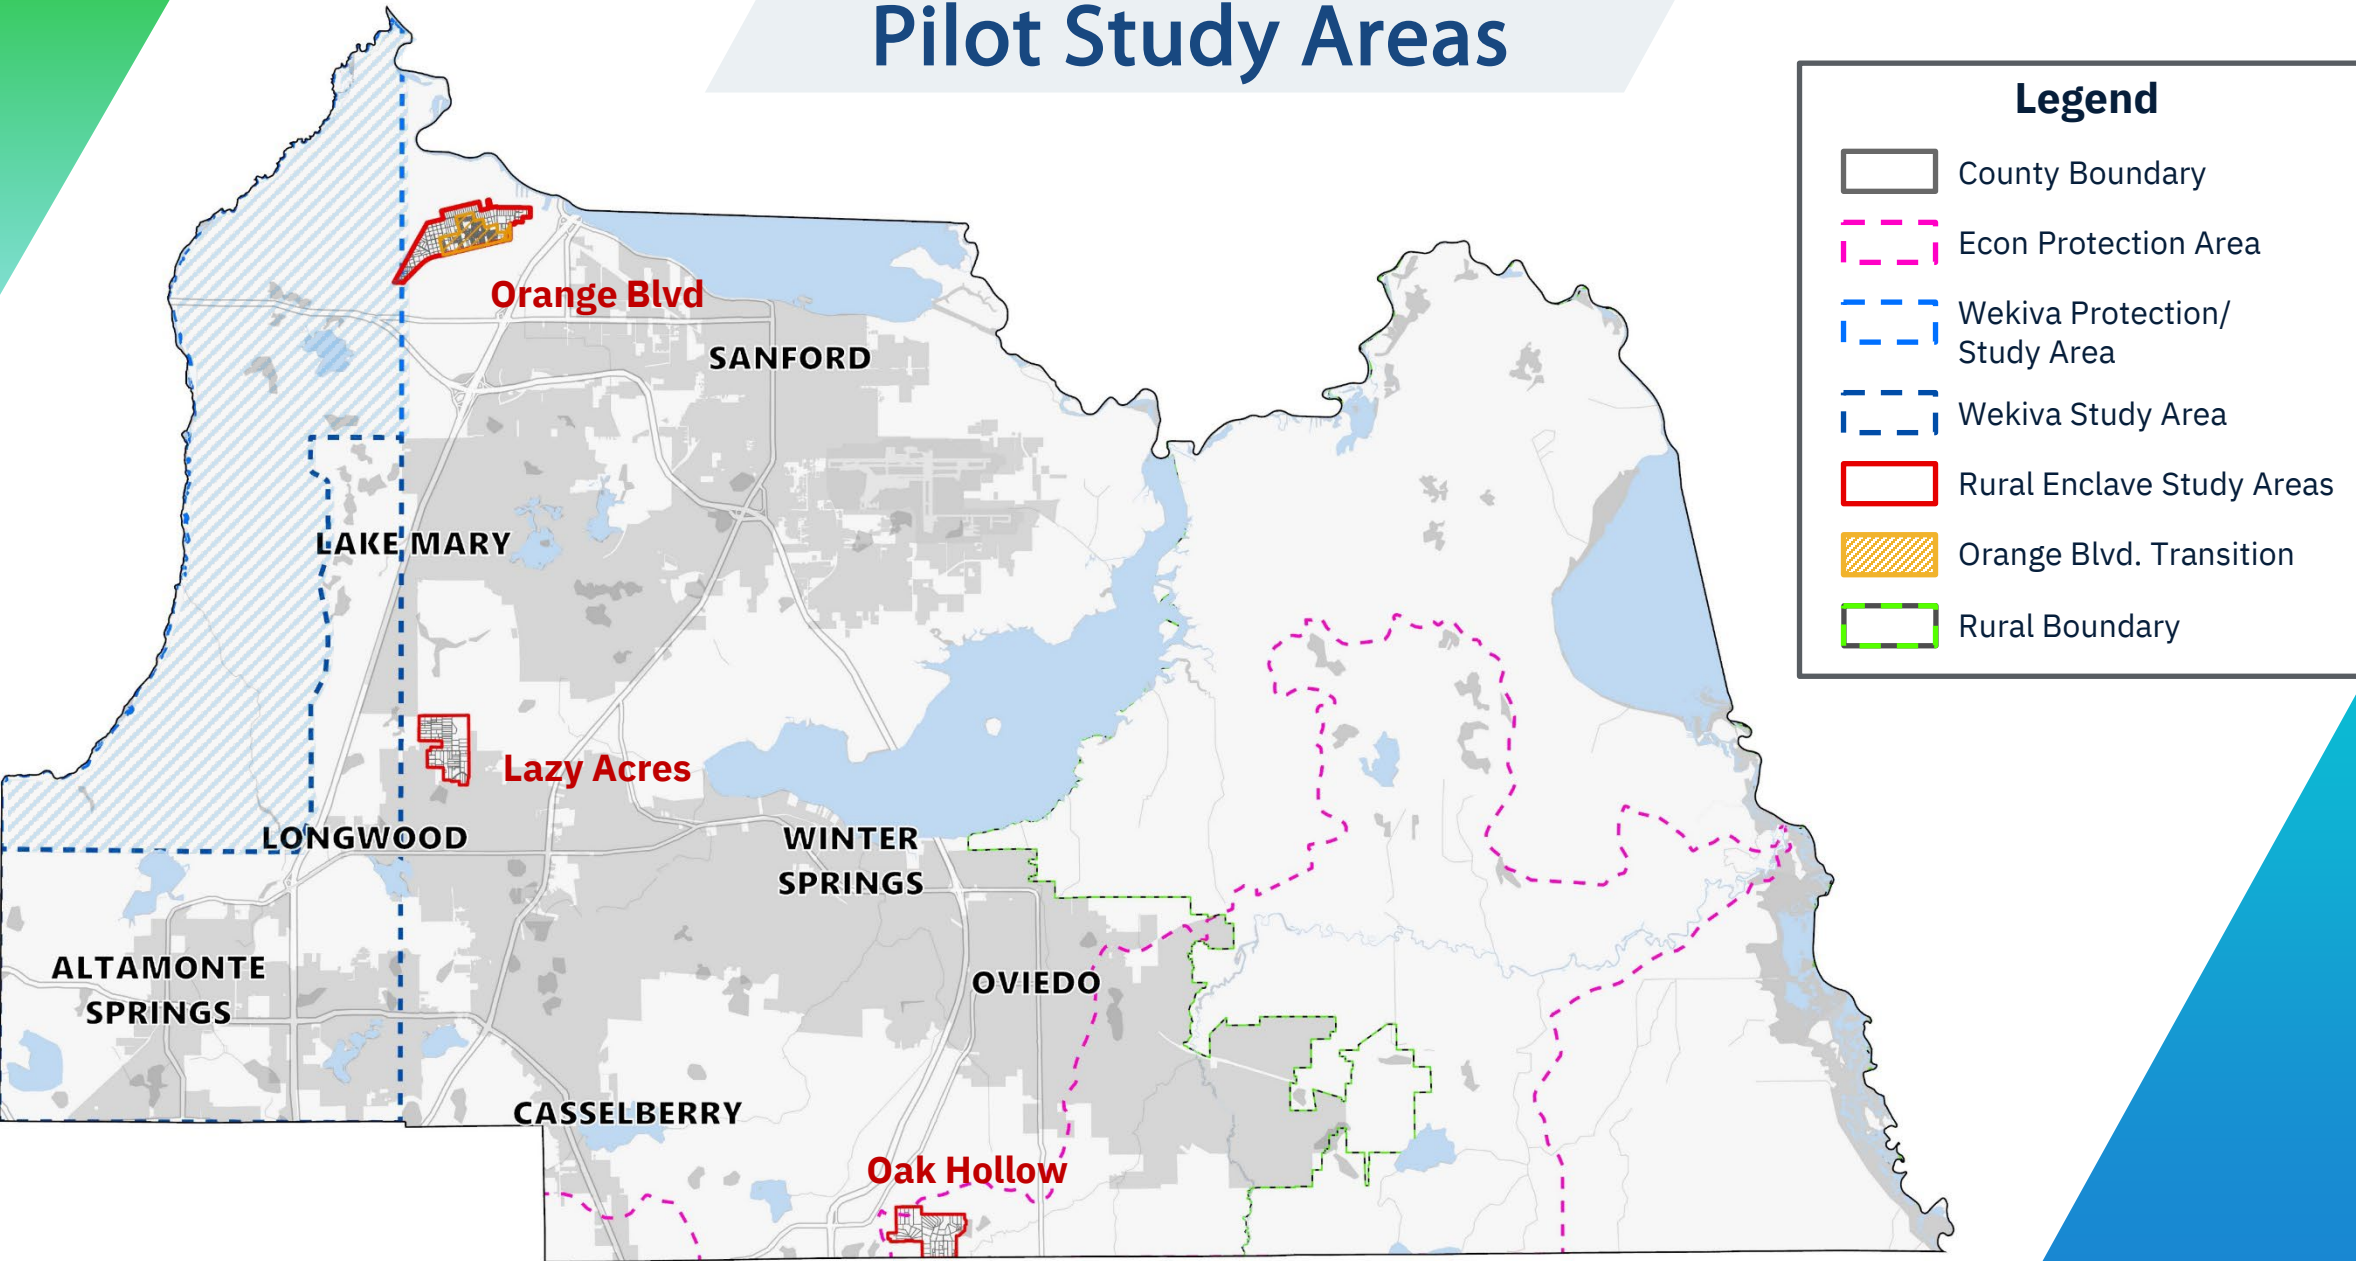 Pilot Study Areas
Legend
County Boundary
Econ Protection Area
Wekiva Protection/
Study Area
Wekiva Study Area
Rural Enclave Study Areas
Orange Blvd. Transition
Rural Boundary
Orange Blvd
SANFORD
LAKE MARY
Lazy Acres
LONGWOOD
WINTER
SPRINGS
ALTAMONTE
SPRINGS
OVIEDO
CASSELBERRY
Oak Hollow